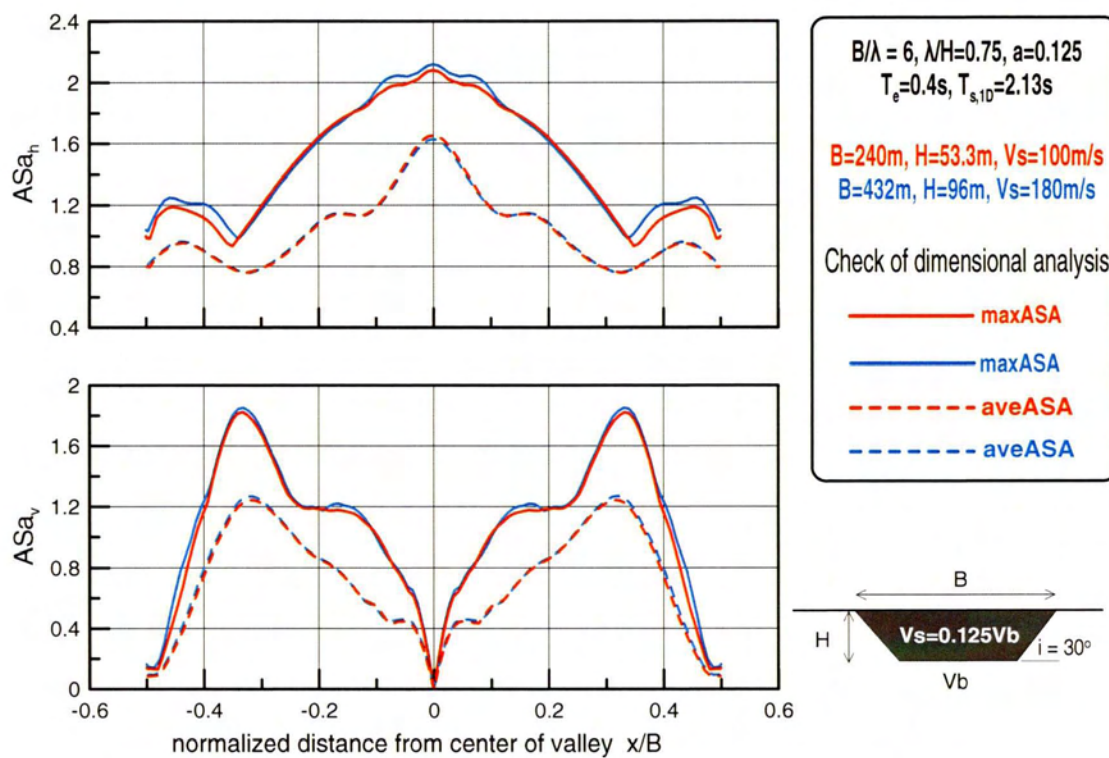 2.4
2
1.6
1.2
0.8
0.4
ASa_h
2
1.6
1.2
0.8
0.4
0
ASa_v
-0.6 -0.4 -0.2 0 0.2 0.4 0.6
normalized distance from center of valley x/B
B/λ = 6, λ/H=0.75, a=0.125
T_e=0.4s, T_s,1D=2.13s
B=240m, H=53.3m, Vs=100m/s
B=432m, H=96m, Vs=180m/s
Check of dimensional analysis
maxASA
maxASA
aveASA
aveASA
B
H
Vs=0.125Vb
i = 30°
Vb